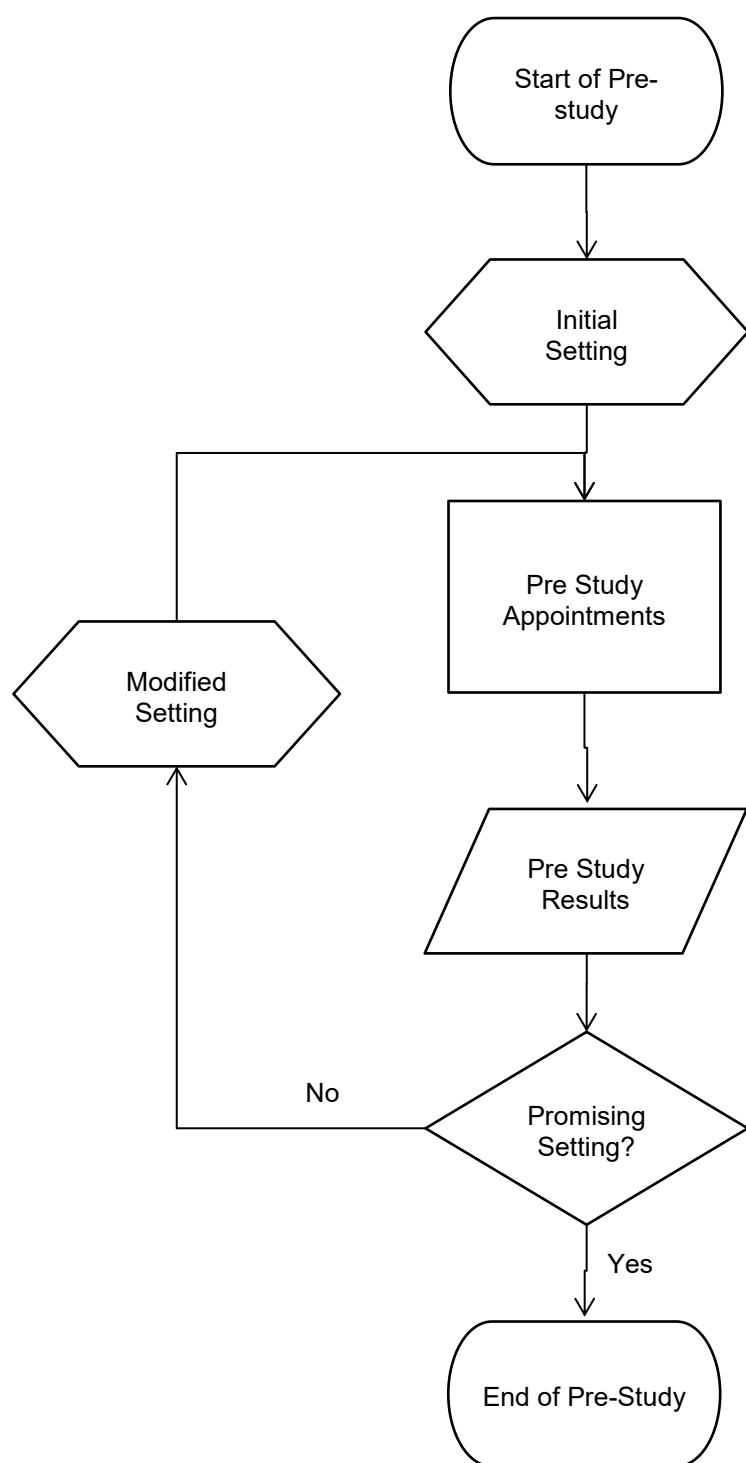 Start of Pre-
study
Initial
Setting
Pre Study
Appointments
Modified
Setting
Pre Study
Results
No
Promising
Setting?
Yes
End of Pre-Study